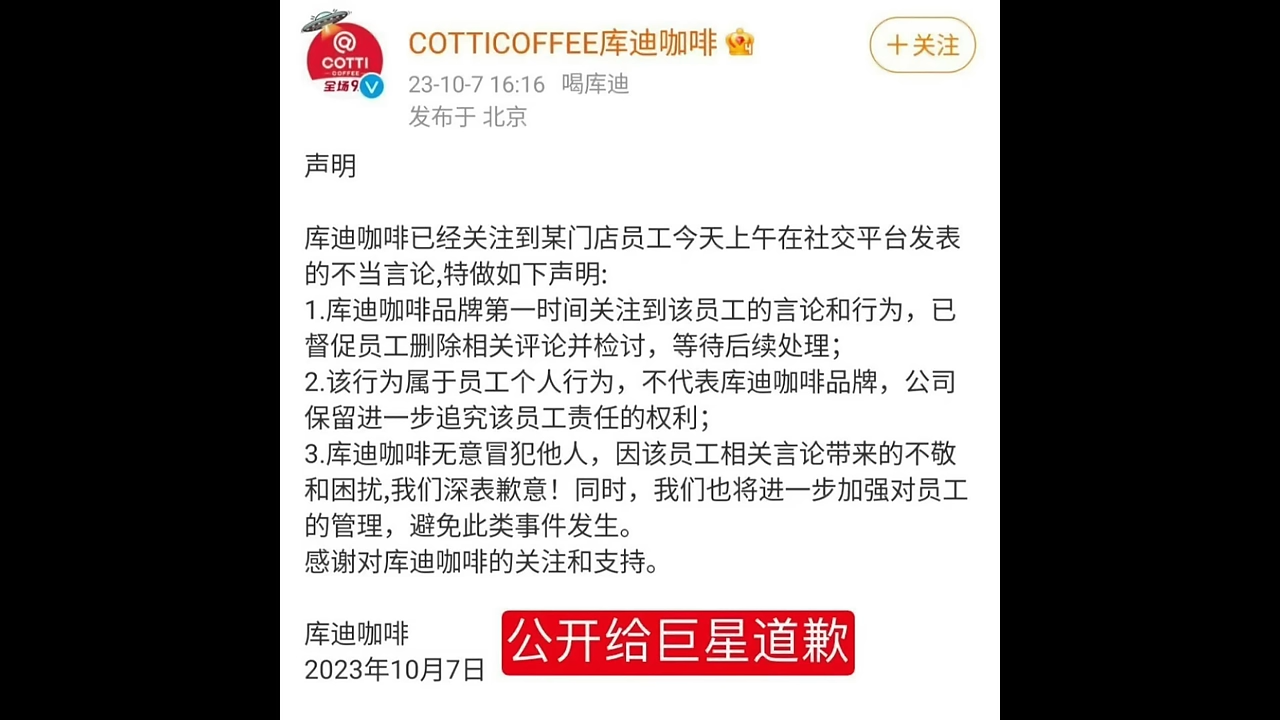 COTTICOFFEE库迪咖啡
＋关注
@
COTTI
COFFEE
全场9
23-10-7 16:16 喝库迪
发布于 北京
声明
库迪咖啡已经关注到某门店员工今天上午在社交平台发表
的不当言论,特做如下声明:
1.库迪咖啡品牌第一时间关注到该员工的言论和行为，已
督促员工删除相关评论并检讨，等待后续处理；
2.该行为属于员工个人行为，不代表库迪咖啡品牌，公司
保留进一步追究该员工责任的权利；
3.库迪咖啡无意冒犯他人，因该员工相关言论带来的不敬
和困扰,我们深表歉意！同时，我们也将进一步加强对员工
的管理，避免此类事件发生。
感谢对库迪咖啡的关注和支持。
库迪咖啡
2023年10月7日
公开给巨星道歉